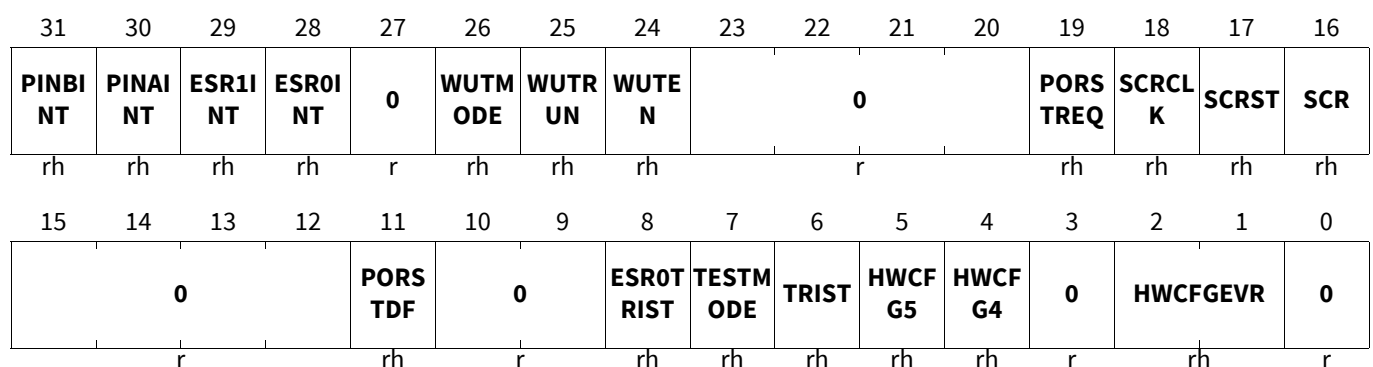 31 30 29 28 27 26 25 24 23 22 21 20 19 18 17 16
PINBI PINAI ESR1I ESR0I 0 WUTM WUTR WUTE 0 PORS SCRCL SCRST SCR
NT NT NT NT ODE UN N TREQ K
rh rh rh rh r rh rh rh r rh rh rh rh
15 14 13 12 11 10 9 8 7 6 5 4 3 2 1 0
0 PORS 0 ESR0T TESTM TRIST HWCF HWCF 0 HWCFGEVR 0
TDF RIST ODE G5 G4
r rh r rh rh rh rh rh r rh r